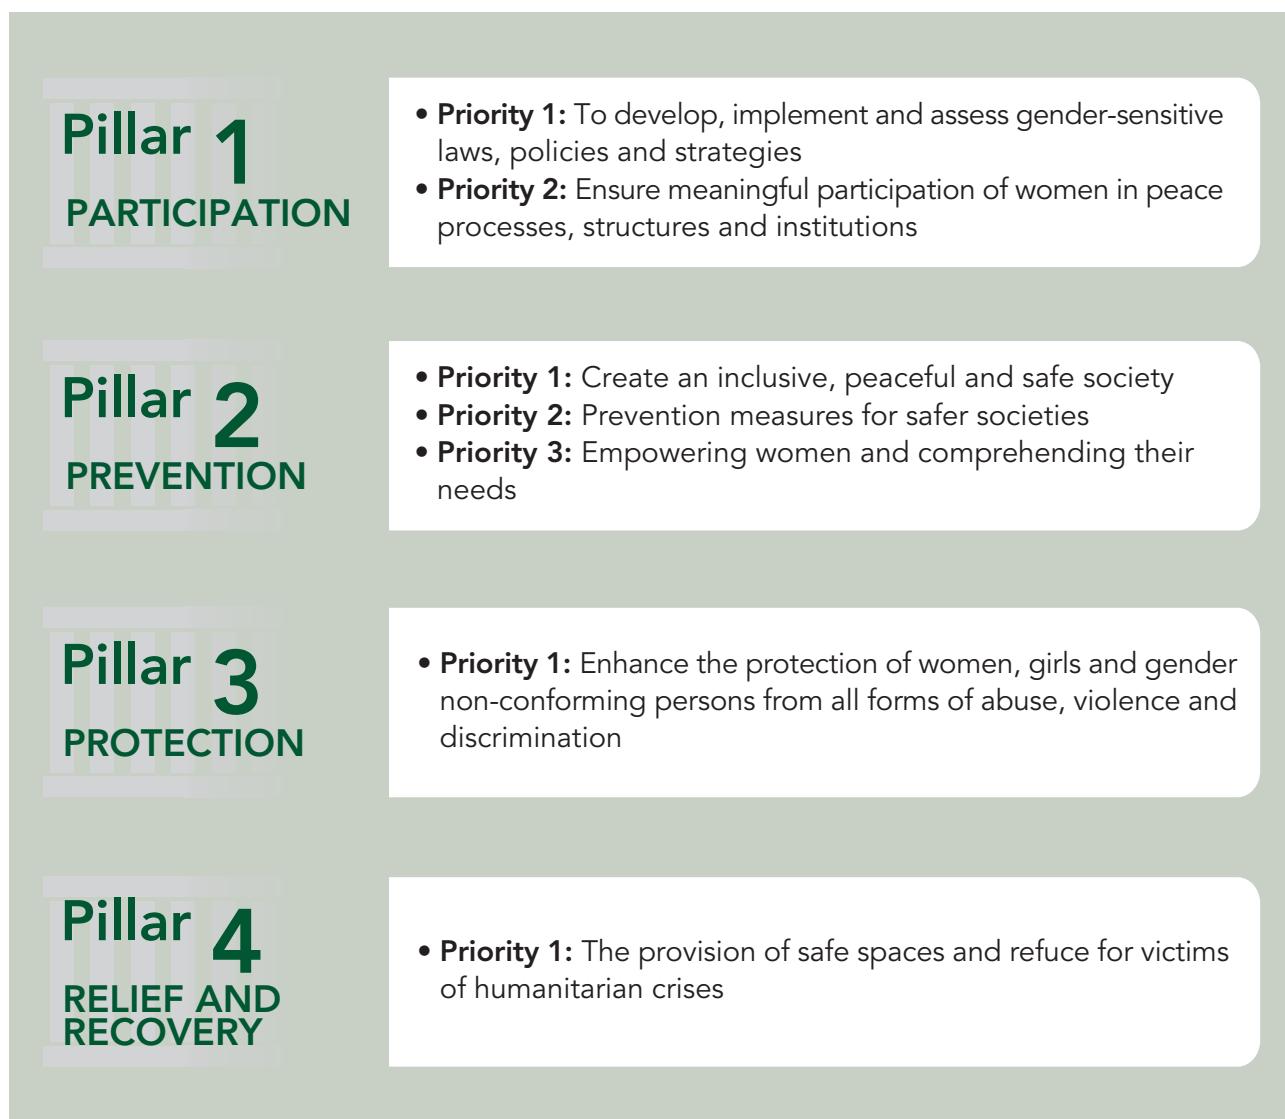 Pillar 1
PARTICIPATION
• Priority 1: To develop, implement and assess gender-sensitive
laws, policies and strategies
• Priority 2: Ensure meaningful participation of women in peace
processes, structures and institutions
Pillar 2
PREVENTION
• Priority 1: Create an inclusive, peaceful and safe society
• Priority 2: Prevention measures for safer societies
• Priority 3: Empowering women and comprehending their
needs
Pillar 3
PROTECTION
• Priority 1: Enhance the protection of women, girls and gender
non-conforming persons from all forms of abuse, violence and
discrimination
Pillar 4
RELIEF AND
RECOVERY
• Priority 1: The provision of safe spaces and refuce for victims
of humanitarian crises